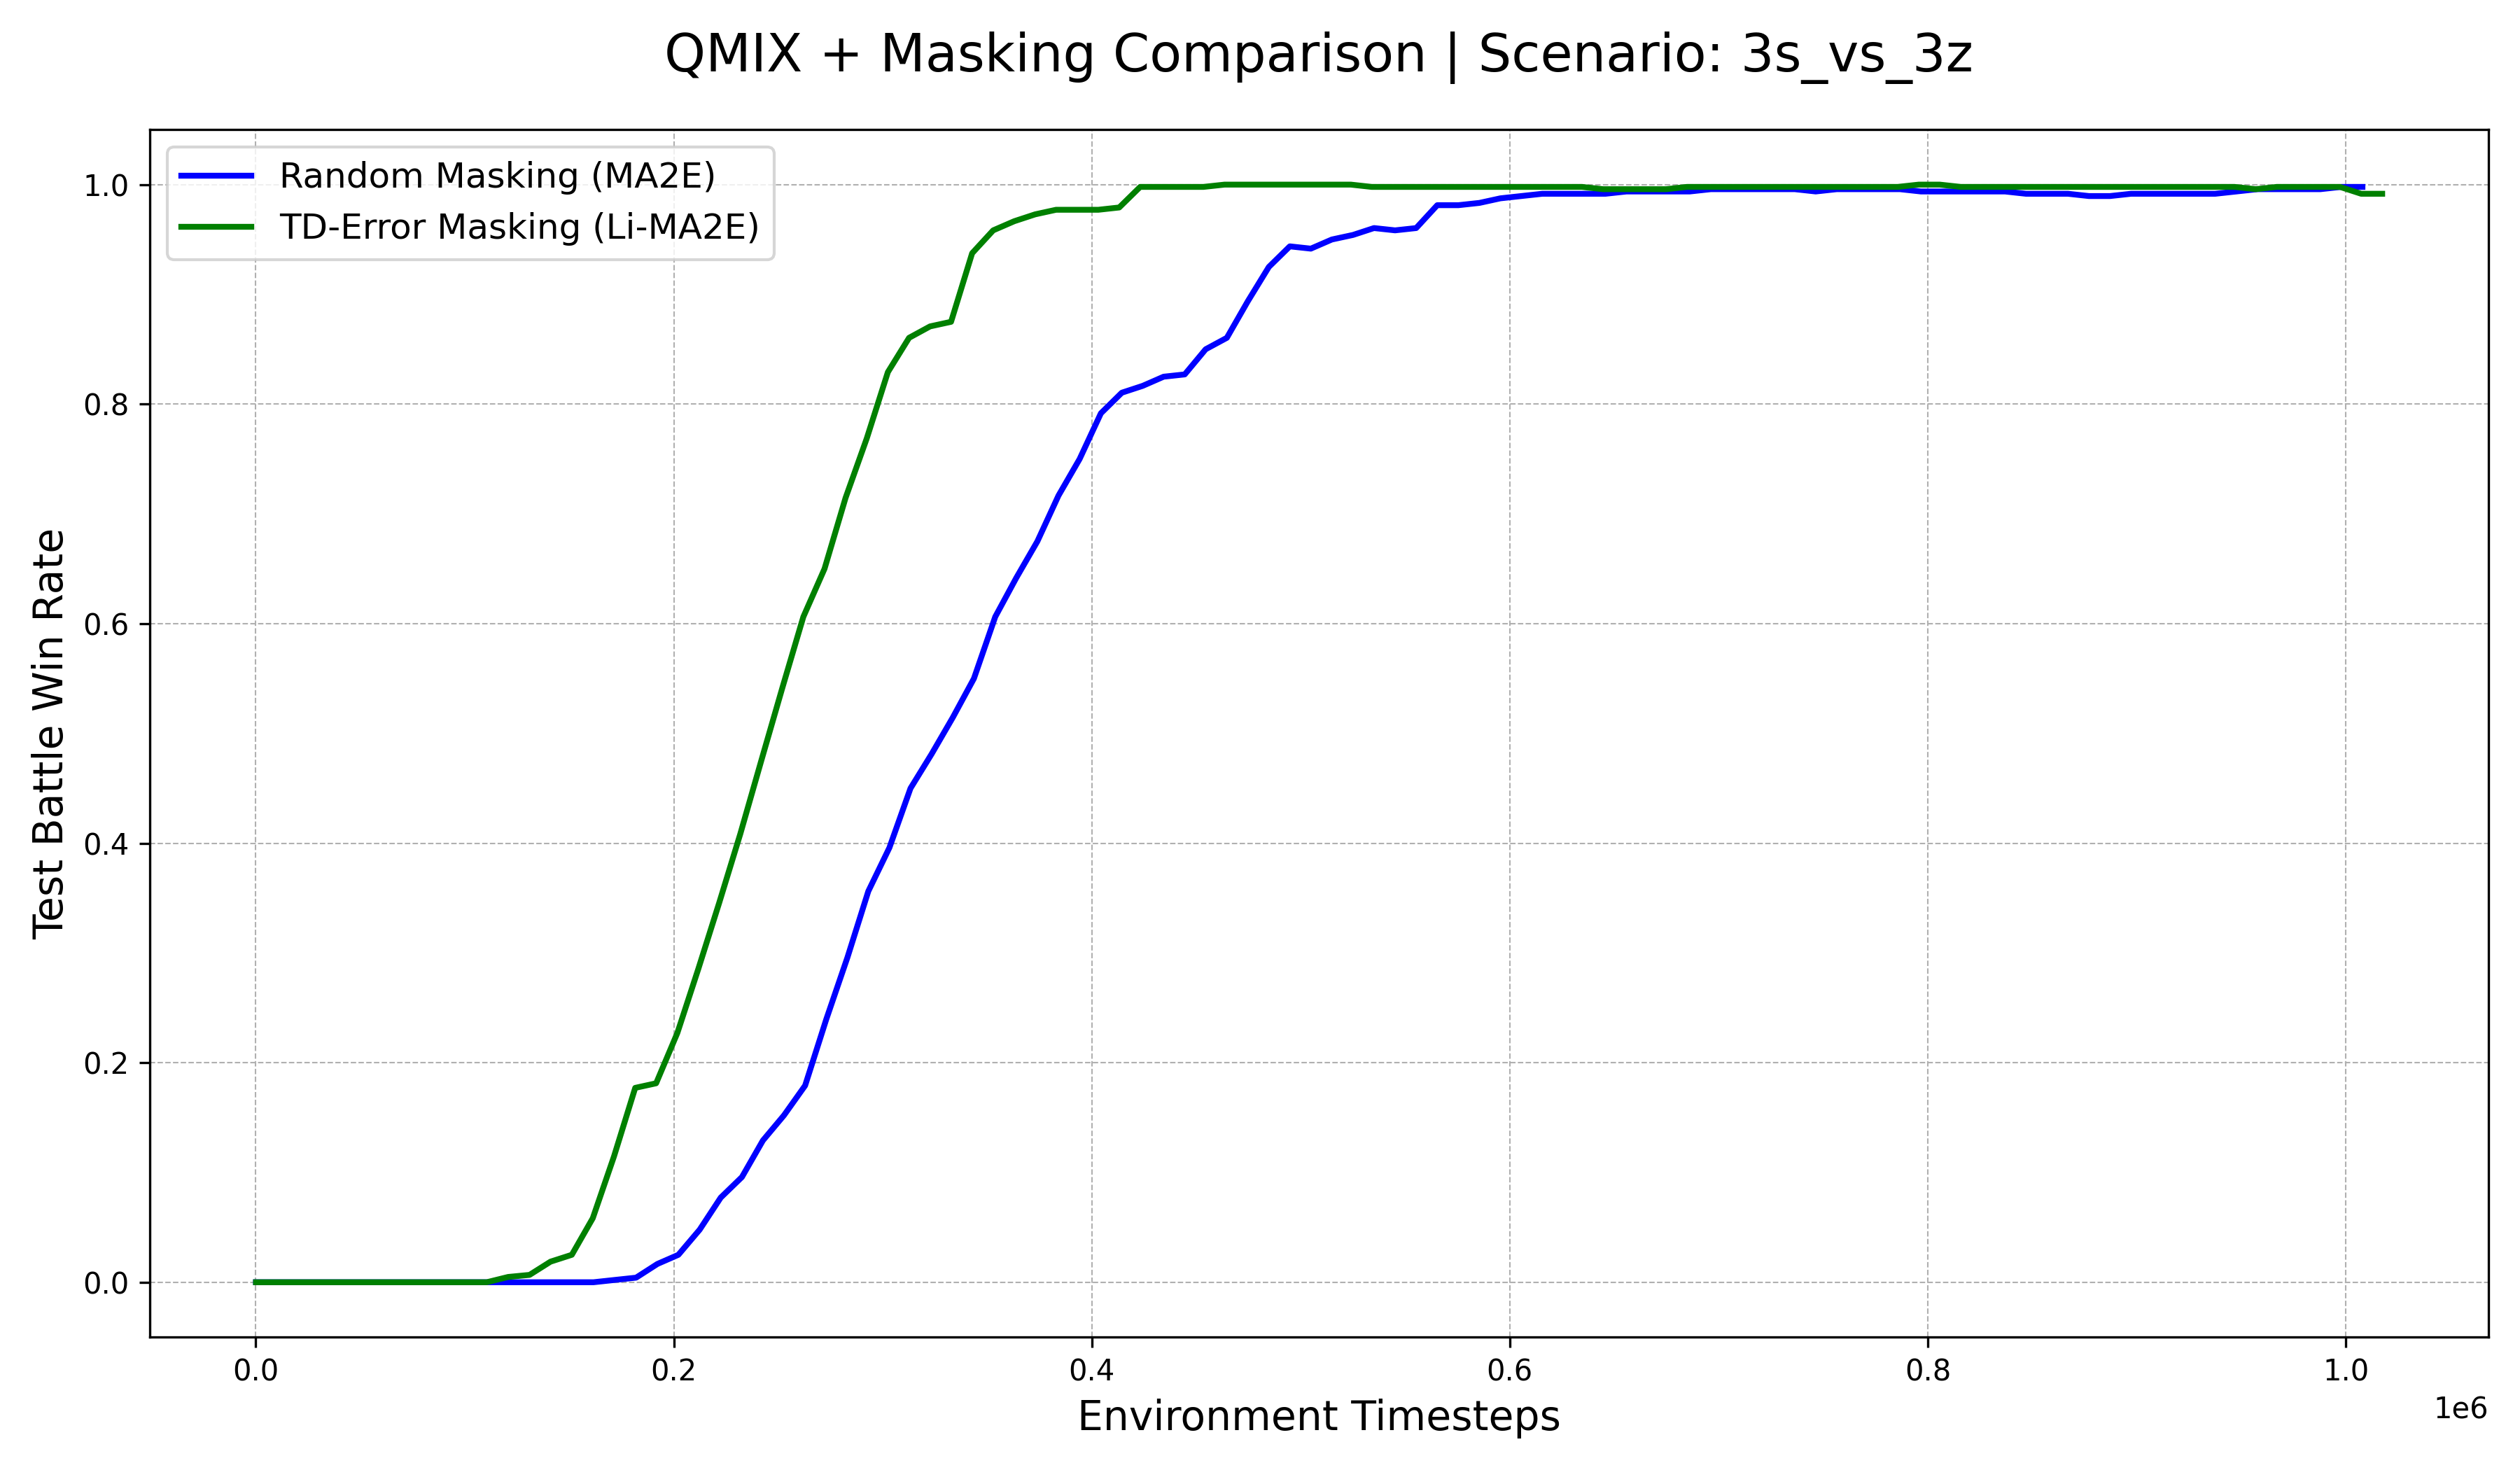 QMIX + Masking Comparison | Scenario: 3s_vs_3z
Random Masking (MA2E)
TD-Error Masking (Li-MA2E)
1.0
0.8
0.6
0.4
0.2
0.0
Test Battle Win Rate
0.0 0.2 0.4 0.6 0.8 1.0
1e6
Environment Timesteps